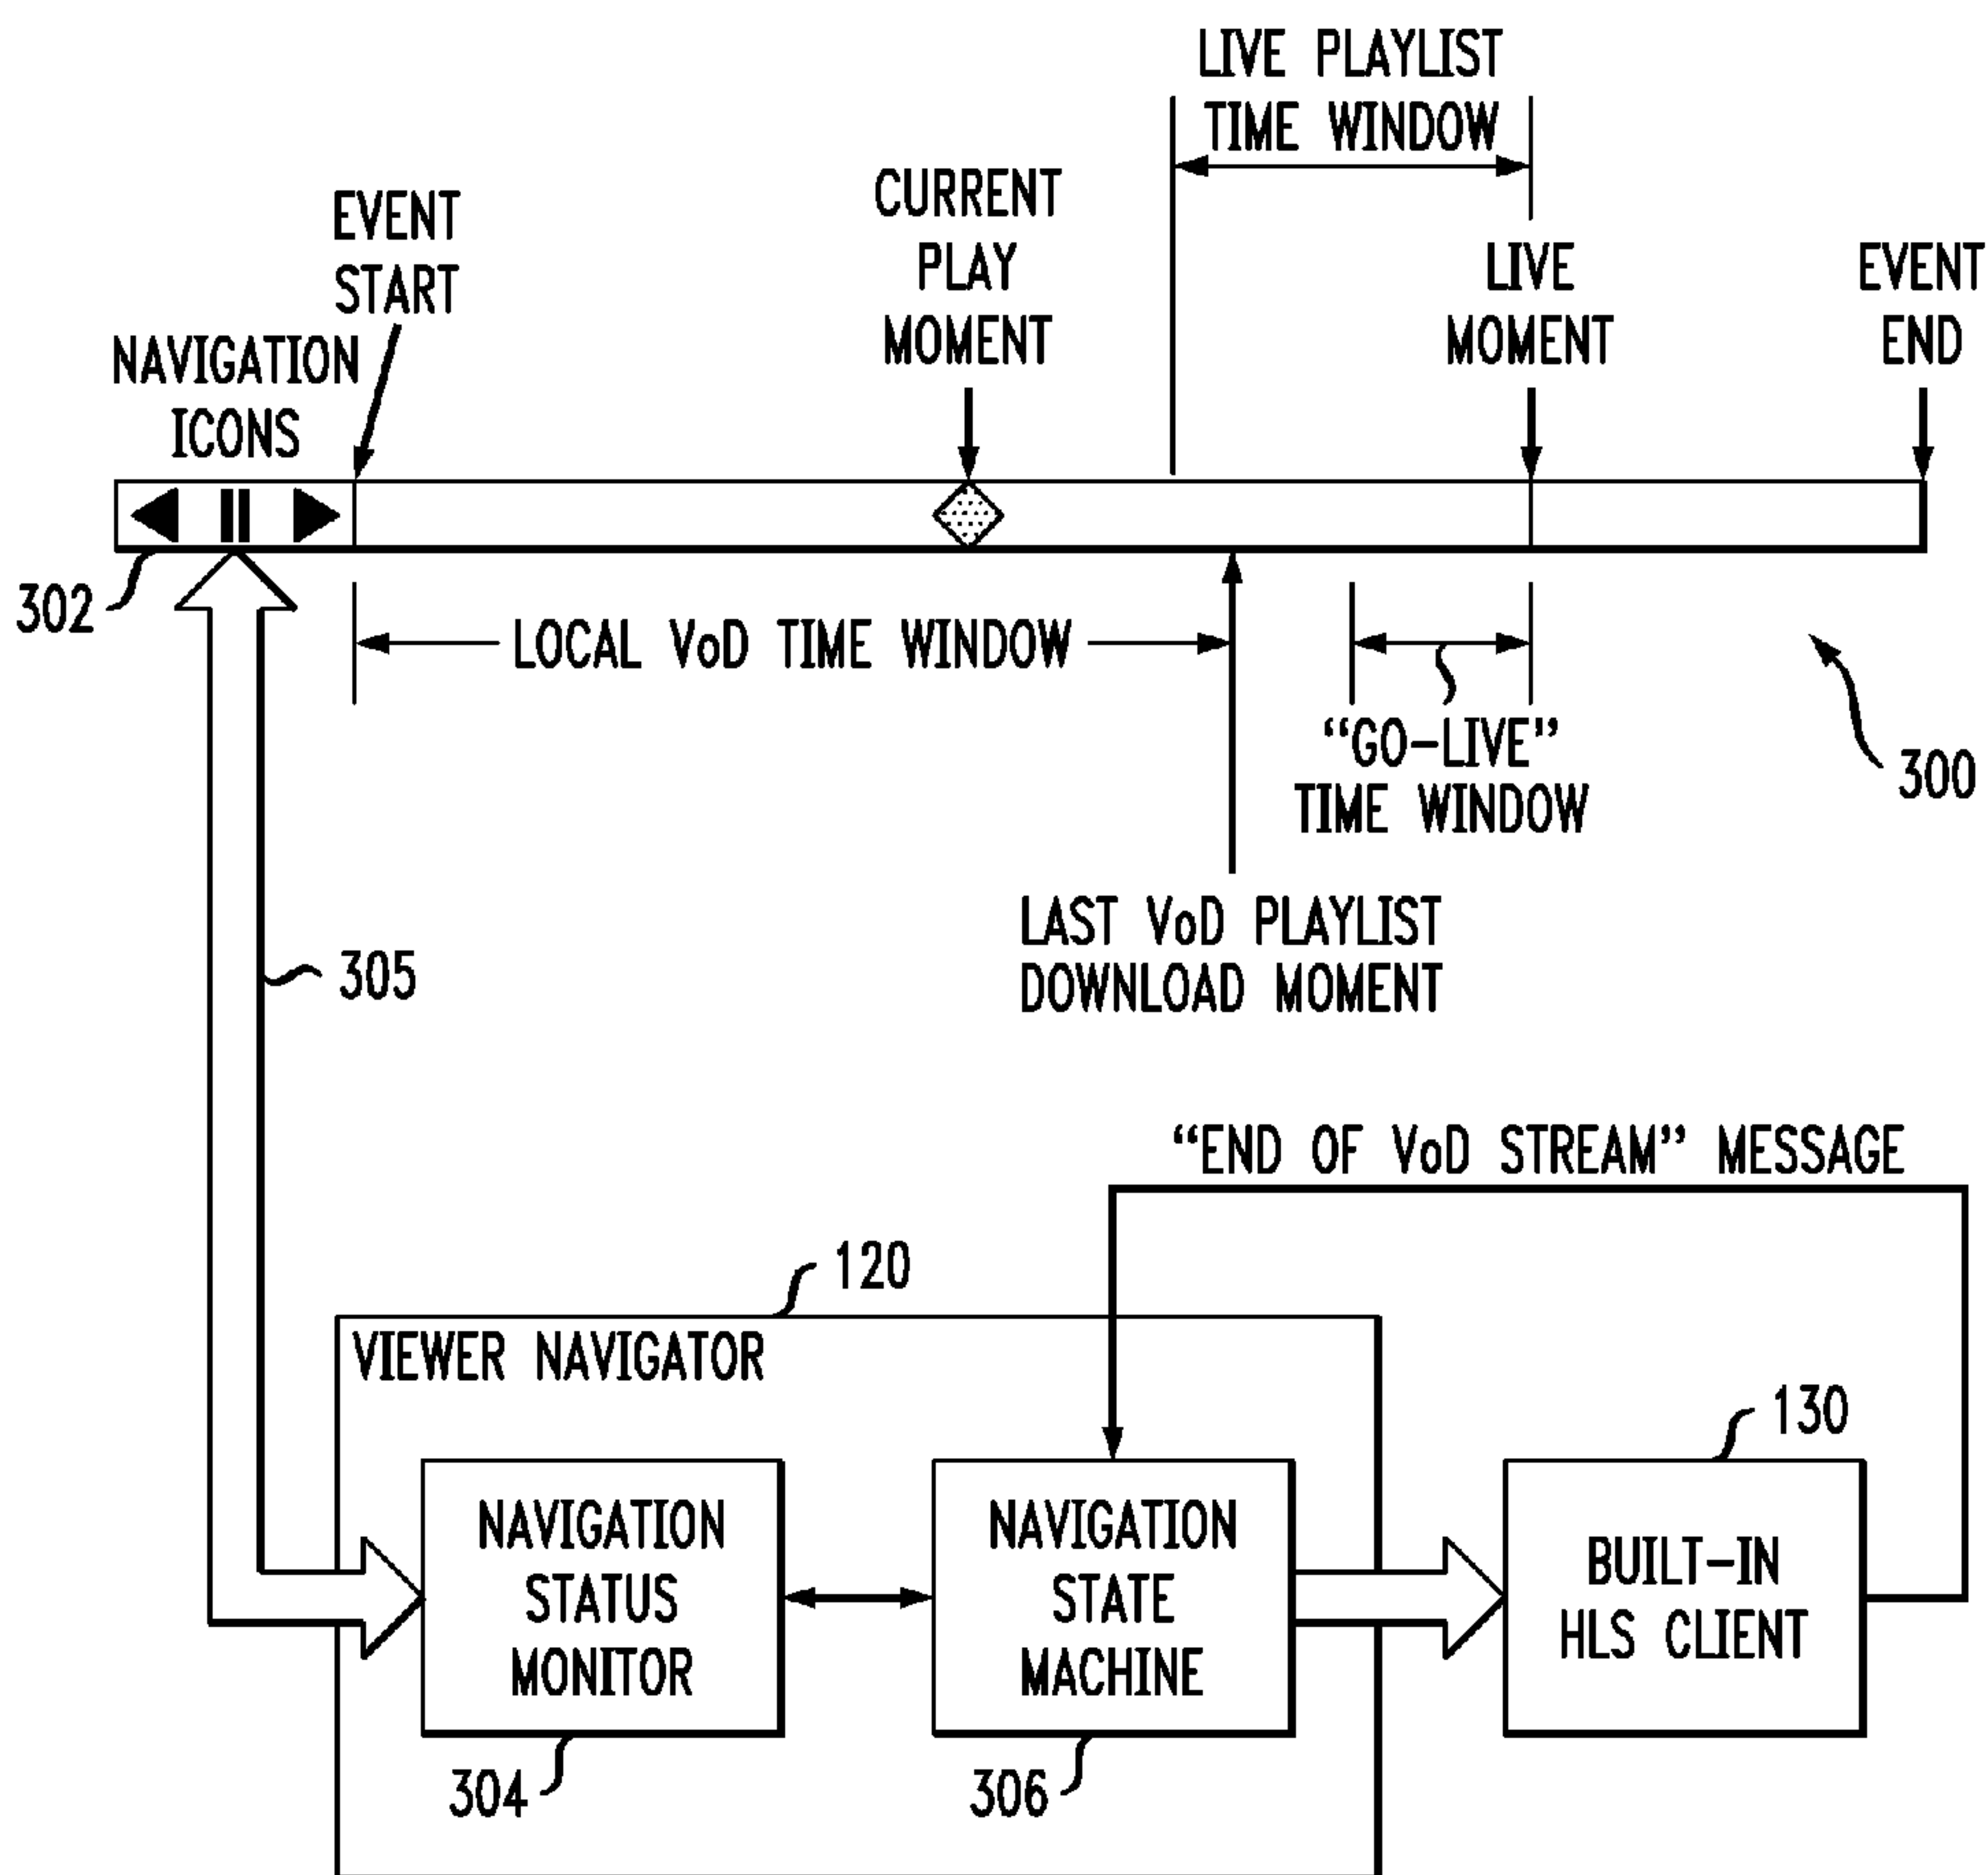 LIVE PLAYLIST
TIME WINDOW
EVENT
START
CURRENT
PLAY
MOMENT
LIVE
MOMENT
EVENT
END
NAVIGATION
ICONS
302
LOCAL VoD TIME WINDOW
“GO-LIVE”
TIME WINDOW
300
LAST VoD PLAYLIST
DOWNLOAD MOMENT
305
“END OF VoD STREAM” MESSAGE
120
VIEWER NAVIGATOR
130
NAVIGATION
STATUS
MONITOR
NAVIGATION
STATE
MACHINE
BUILT-IN
HLS CLIENT
304
306